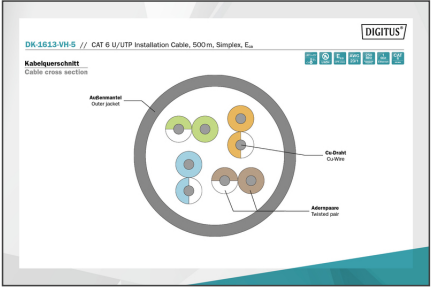 DIGITUS®
DK-1613-VH-5 // CAT 6 U/UTP Installation Cable, 500 m, Simplex, Eca
Kabelquerschnitt
Cable cross section
Außenmantel
Outer jacket
Cu-Draht
Cu-Wire
Adernpaare
Twisted pair